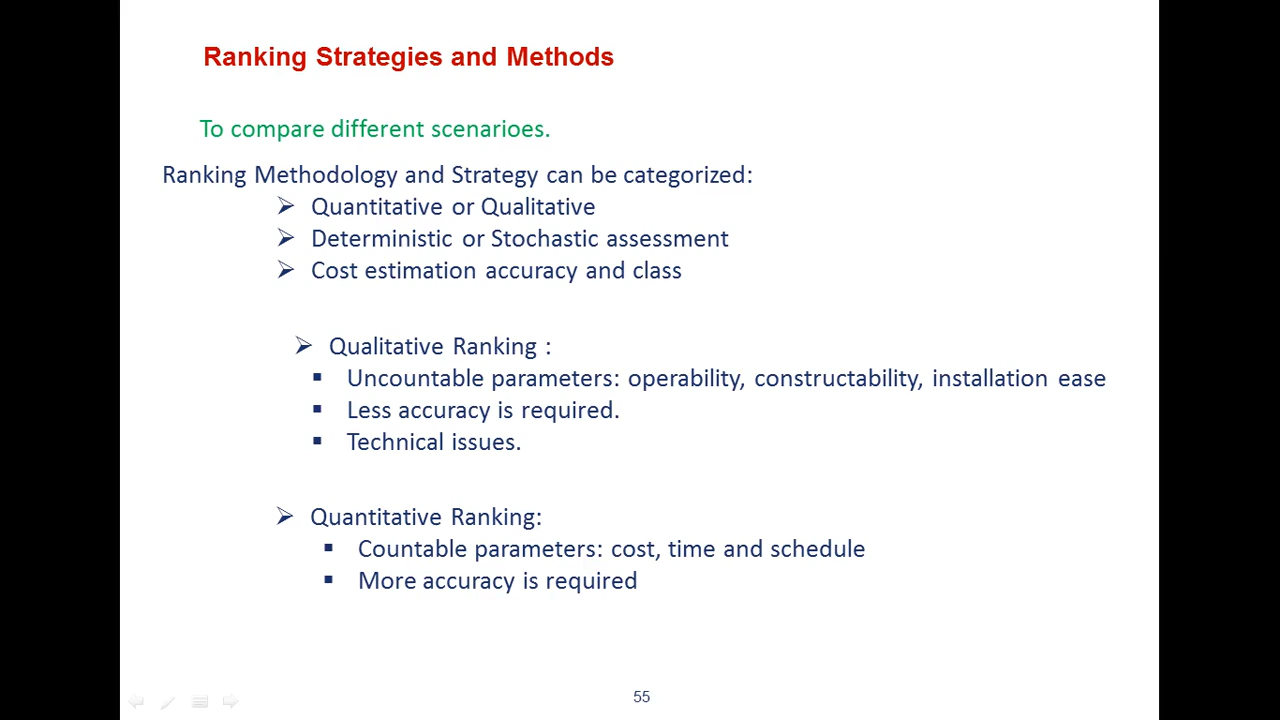 Ranking Strategies and Methods
To compare different scenarioes.
Ranking Methodology and Strategy can be categorized:
➢ Quantitative or Qualitative
➢ Deterministic or Stochastic assessment
➢ Cost estimation accuracy and class
➢ Qualitative Ranking :
▪ Uncountable parameters: operability, constructability, installation ease
▪ Less accuracy is required.
▪ Technical issues.
➢ Quantitative Ranking:
▪ Countable parameters: cost, time and schedule
▪ More accuracy is required
55